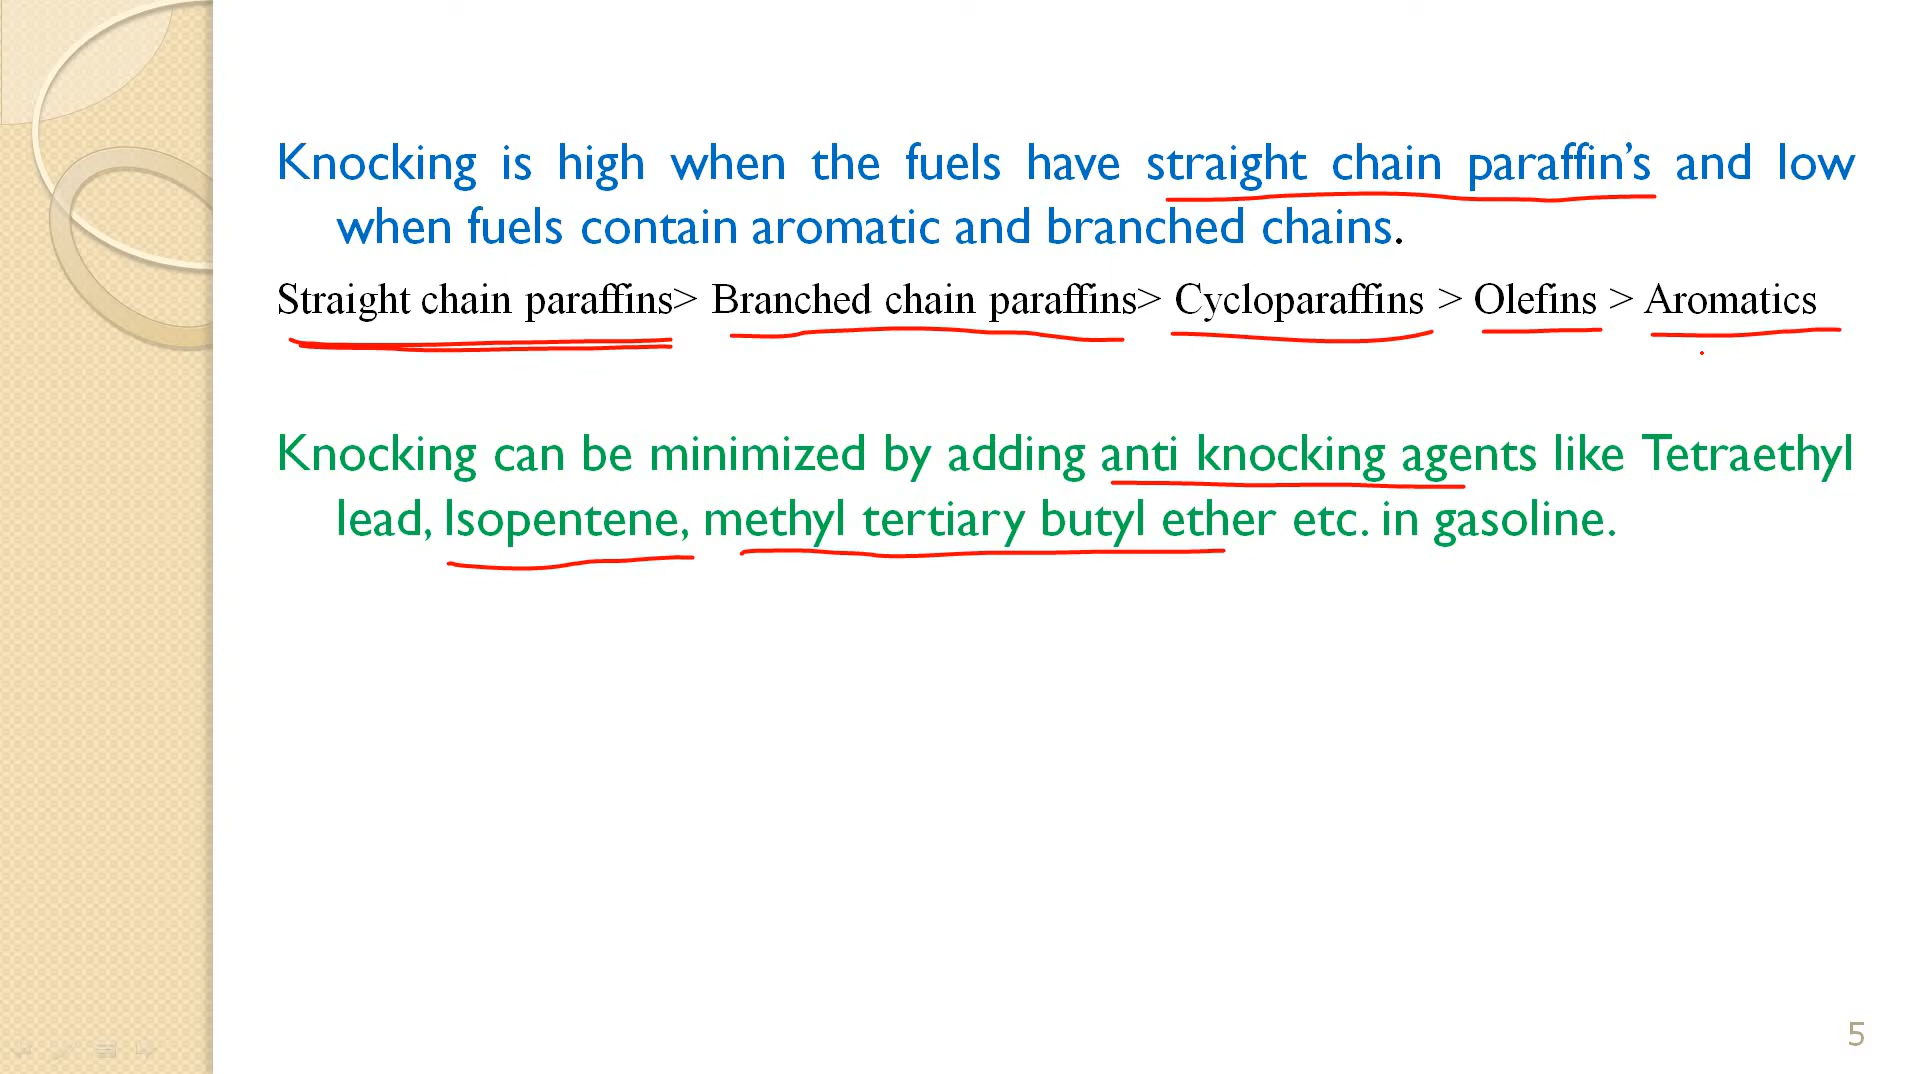 Knocking is high when the fuels have straight chain paraffin’s and low
when fuels contain aromatic and branched chains.
Straight chain paraffins> Branched chain paraffins> Cycloparaffins > Olefins > Aromatics
Knocking can be minimized by adding anti knocking agents like Tetraethyl
lead, Isopentene, methyl tertiary butyl ether etc. in gasoline.
5